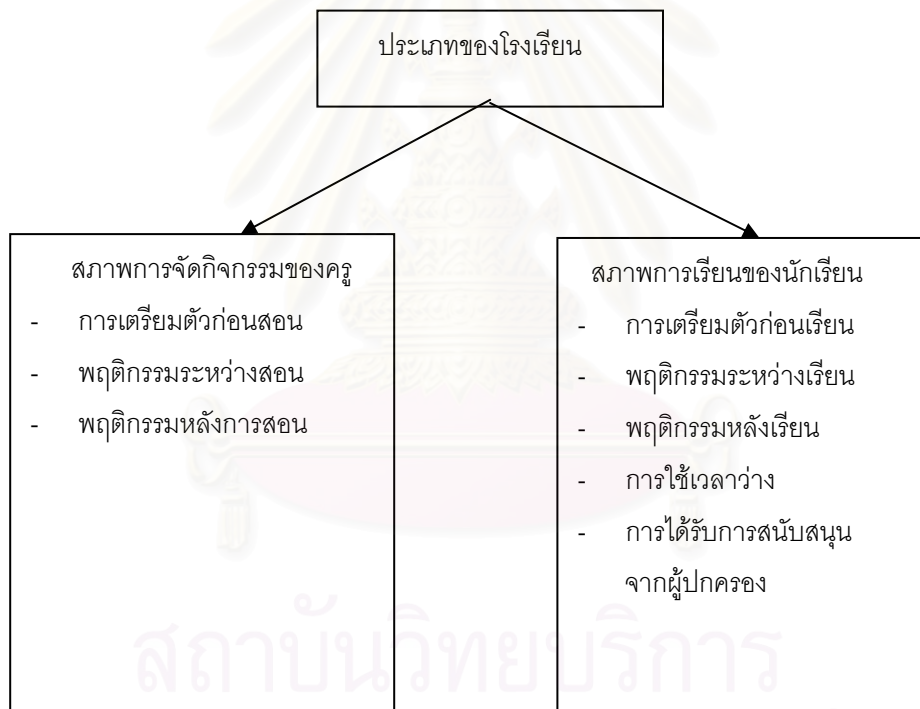 ประเภทของโรงเรียน
สภาพการจัดกิจกรรมของครู
- การเตรียมตัวก่อนสอน
- พฤติกรรมระหว่างสอน
- พฤติกรรมหลังการสอน
สภาพการเรียนของนักเรียน
- การเตรียมตัวก่อนเรียน
- พฤติกรรมระหว่างเรียน
- พฤติกรรมหลังเรียน
- การใช้เวลาว่าง
- การได้รับการสนับสนุน
จากผู้ปกครอง
สถาบันวิทยบริการ